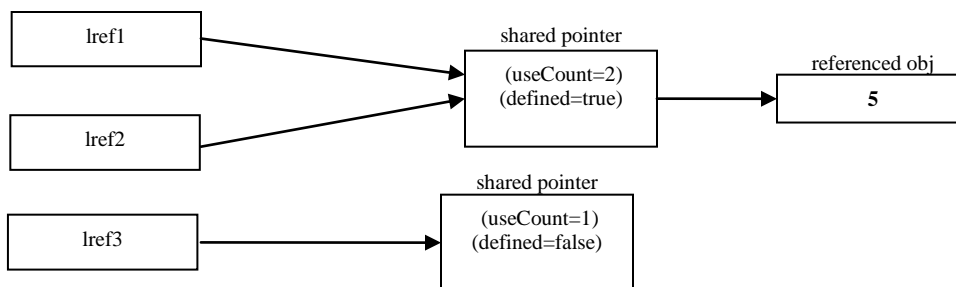 lref1
shared pointer
(useCount=2)
(defined=true)
referenced obj
5
lref2
shared pointer
(useCount=1)
(defined=false)
lref3